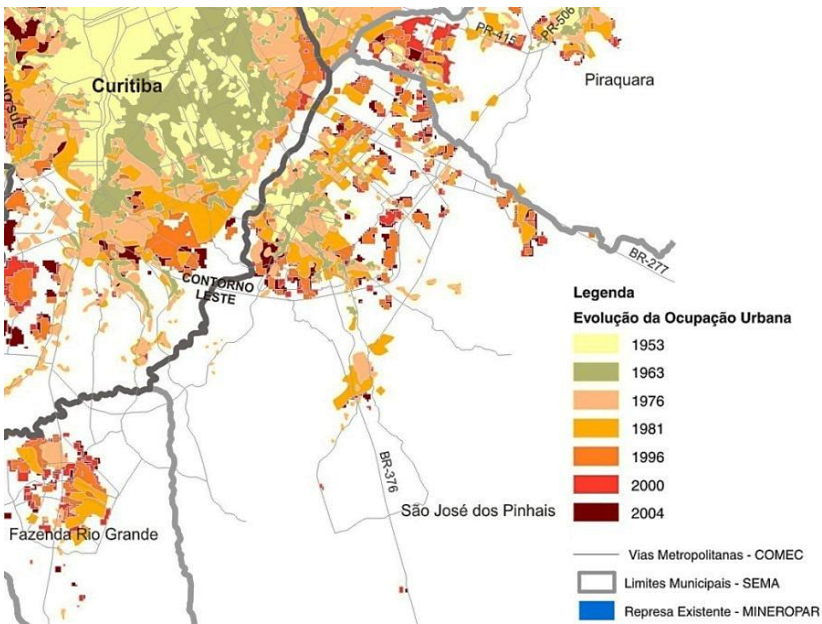 PR-415
PR-506
Curitiba
Piraquara
NO SUL
BR-277
CONTORNO
LESTE
Legenda
Evolução da Ocupação Urbana
1953
1963
1976
1981
1996
2000
2004
BR-376
São José dos Pinhais
Fazenda Rio Grande
Vias Metropolitanas - COMEC
Limites Municipais - SEMA
Represa Existente - MINEROPAR